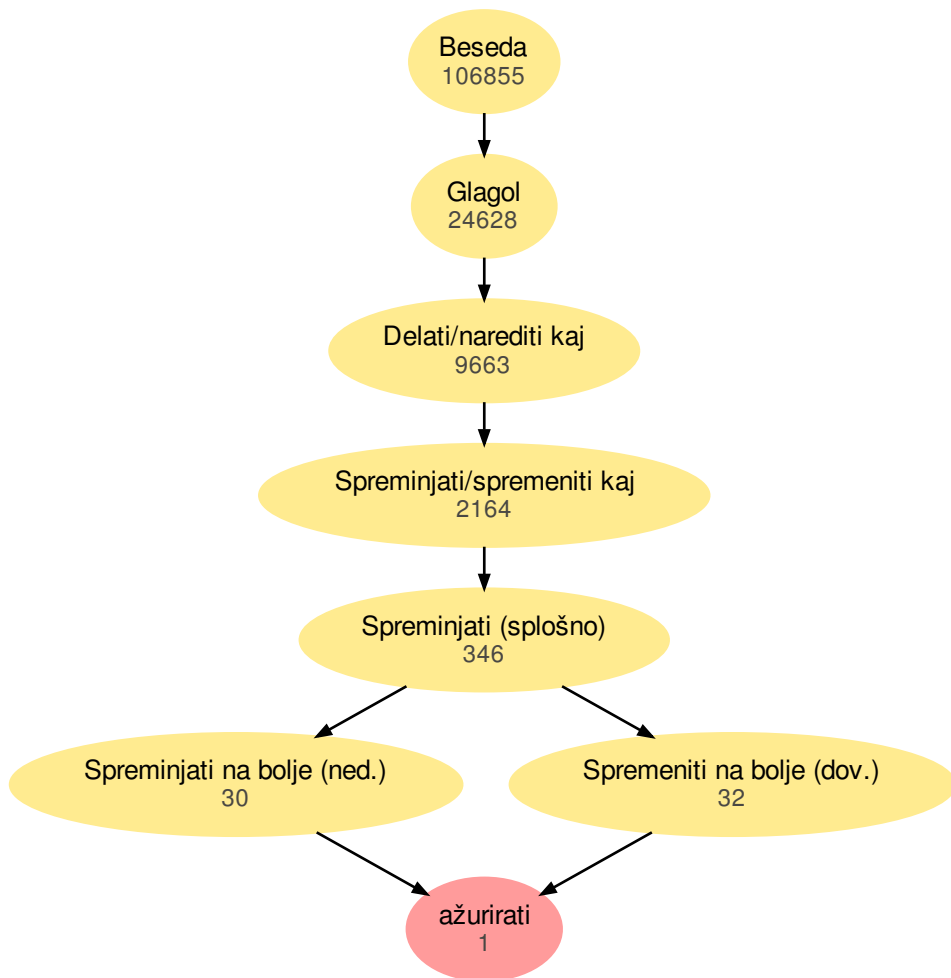 Beseda
106855
Glagol
24628
Delati/narediti kaj
9663
Spreminjati/spremeniti kaj
2164
Spreminjati (splošno)
346
Spreminjati na bolje (ned.)
30
Spremeniti na bolje (dov.)
32
ažurirati
1